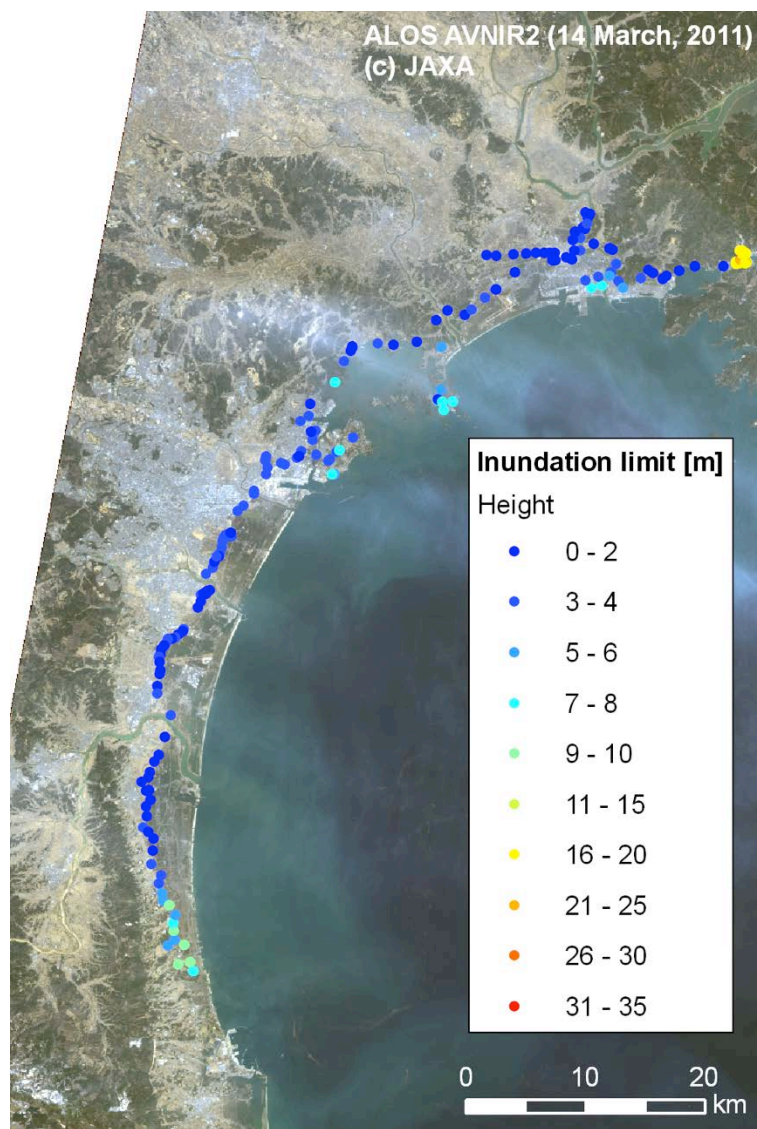 ALOS AVNIR2 (14 March, 2011)
(c) JAXA
Inundation limit [m]
Height
0 - 2
3 - 4
5 - 6
7 - 8
9 - 10
11 - 15
16 - 20
21 - 25
26 - 30
31 - 35
0 10 20
km